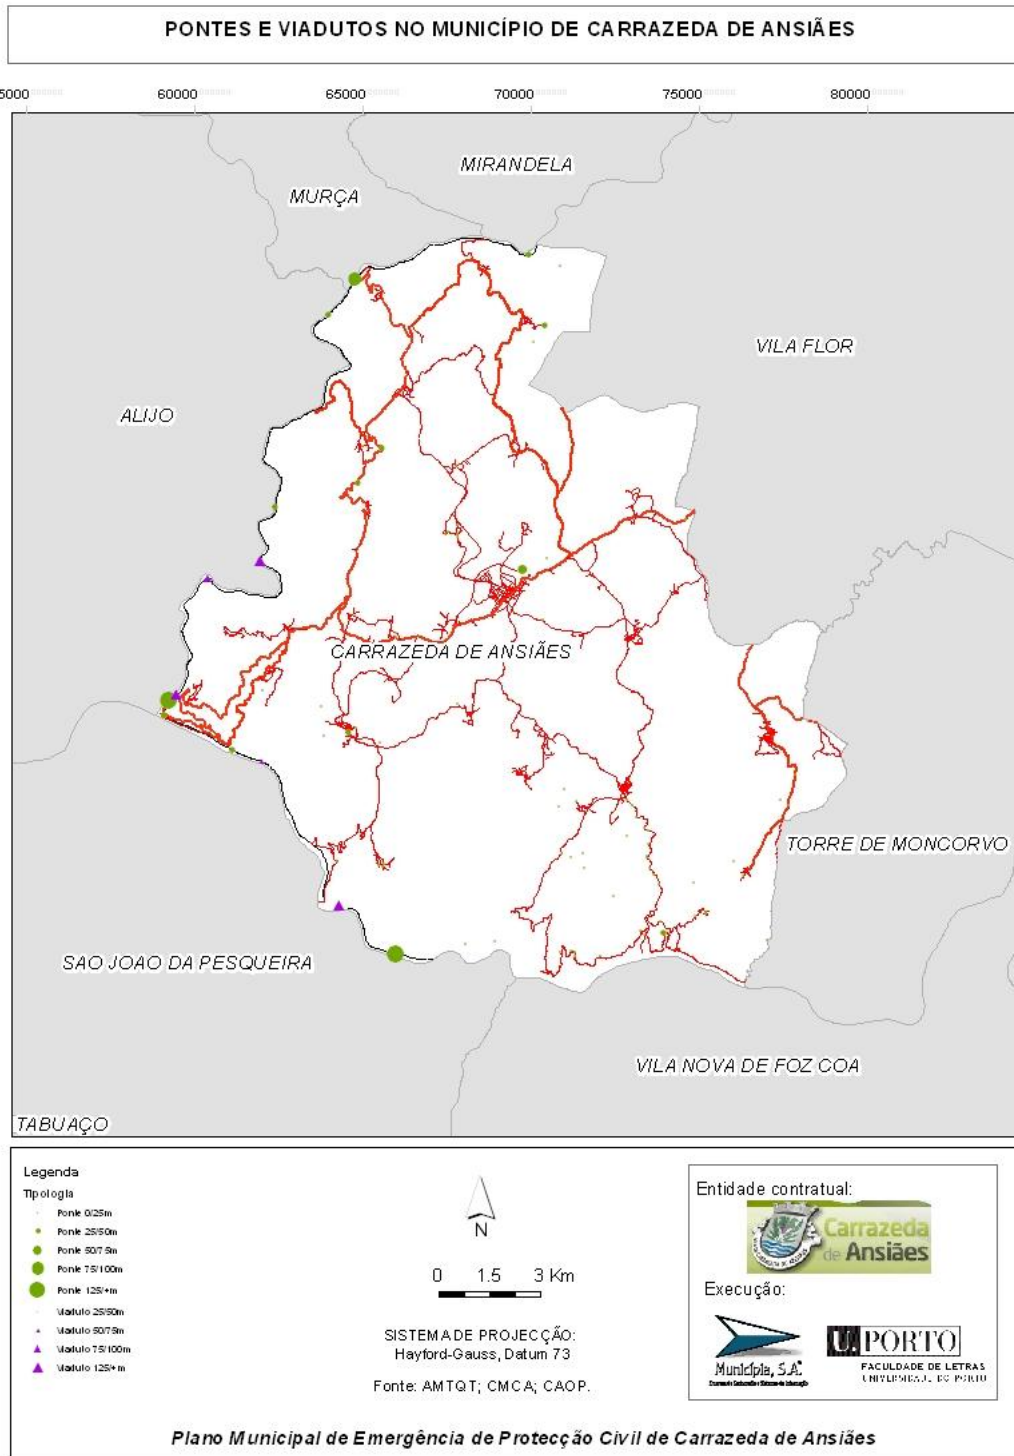 PONTES E VIADUTOS NO MUNICÍPIO DE CARRAZEDA DE ANSIÃES
5000 60000 65000 70000 75000 80000
MIRANDELA
MURÇA
VILA FLOR
ALIJO
CARRAZEDA DE ANSIÃES
TORRE DE MONCORVO
SAO JOAO DA PESQUEIRA
VILA NOVA DE FOZ COA
TABUAÇO
Legenda
Tipologia
Ponte 0/25m
Ponte 25/50m
Ponte 50/75m
Ponte 75/100m
Ponte 125/+m
Viaduto 25/50m
Viaduto 50/75m
Viaduto 75/100m
Viaduto 125/+m
N
0 1.5 3 Km
SISTEMA DE PROJECÇÃO:
Hayford-Gauss, Datum 73
Fonte: AMTQT; CMCA; CAOP.
Entidade contratual:
Carrazeda
de Ansiães
Execução:
Município, S.A.
U. PORTO
FACULDADE DE LETRAS
UNIVERSIDADE DO PORTO
Plano Municipal de Emergência de Protecção Civil de Carrazeda de Ansiães